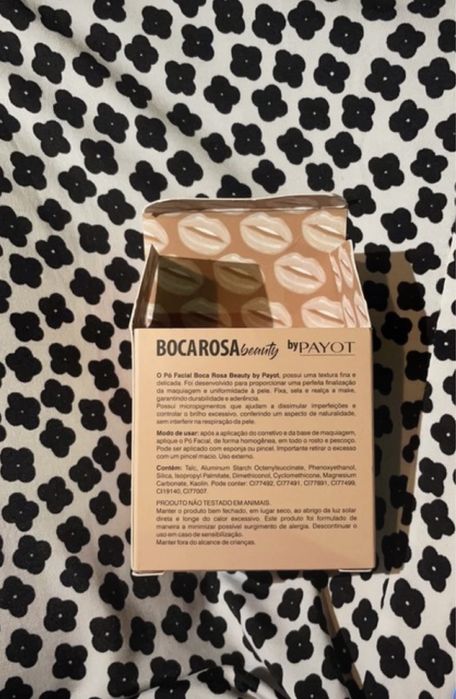 BOCAROSA beauty by PAYOT
O Pó Facial Boca Rosa Beauty by Payot, possui uma textura fina e
delicada. Foi desenvolvido para proporcionar uma perfeita finalização
da maquiagem e uniformidade à pele. Fixa, sela e realça a make,
garantindo durabilidade e aderência.
Possui micropigmentos que ajudam a dissimular imperfeições e
controlar o brilho excessivo, conferindo um aspecto de naturalidade,
sem interferir na respiração da pele.
Modo de usar: após a aplicação do corretivo e da base de maquiagem,
aplique o Pó Facial, de forma homogênea, em todo o rosto e pescoço.
Pode ser aplicado com esponja ou pincel. Importante retirar o excesso
com um pincel macio. Uso externo.
Contém: Talc, Aluminum Starch Octenylsuccinate, Phenoxyethanol,
Silica, Isopropyl Palmitate, Dimethiconol, Cyclomethicone, Magnesium
Carbonate, Kaolin. Pode conter: CI77492, CI77491, CI77891, CI77499,
CI19140, CI77007.
PRODUTO NÃO TESTADO EM ANIMAIS.
Manter o produto bem fechado, em lugar seco, ao abrigo da luz solar
direta e longe do calor excessivo. Este produto foi formulado de
maneira a minimizar possível surgimento de alergia. Descontinuar o
uso em caso de sensibilização.
Manter fora do alcance de crianças.